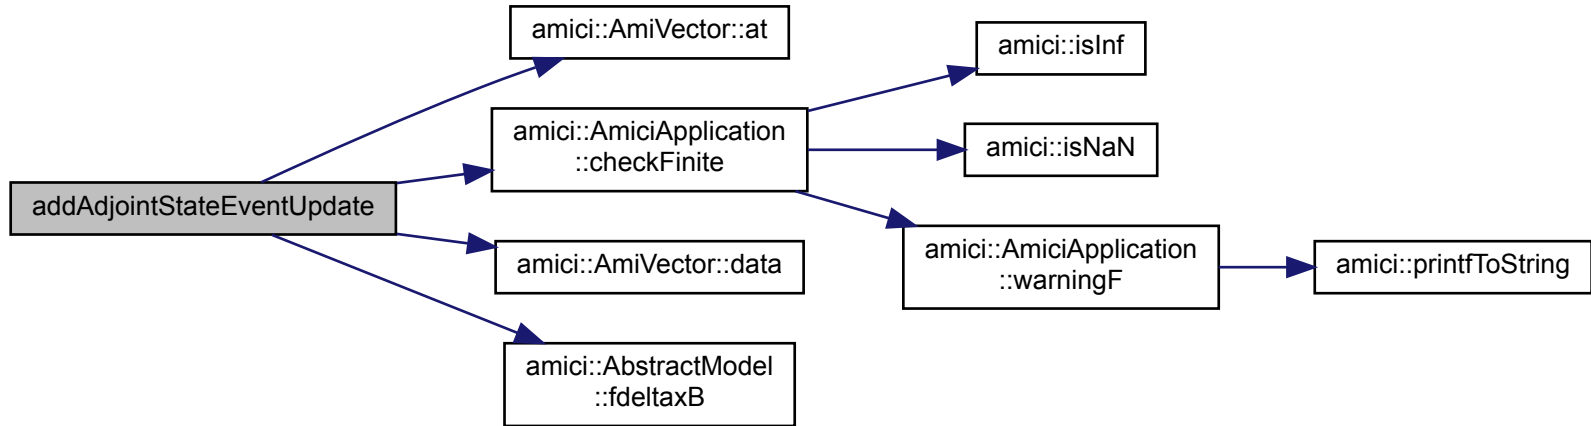 addAdjointStateEventUpdate
amici::AmiVector::at
amici::AmiciApplication
::checkFinite
amici::isInf
amici::isNaN
amici::AmiciApplication
::warningF
amici::printfToString
amici::AmiVector::data
amici::AbstractModel
::fdeltaxB